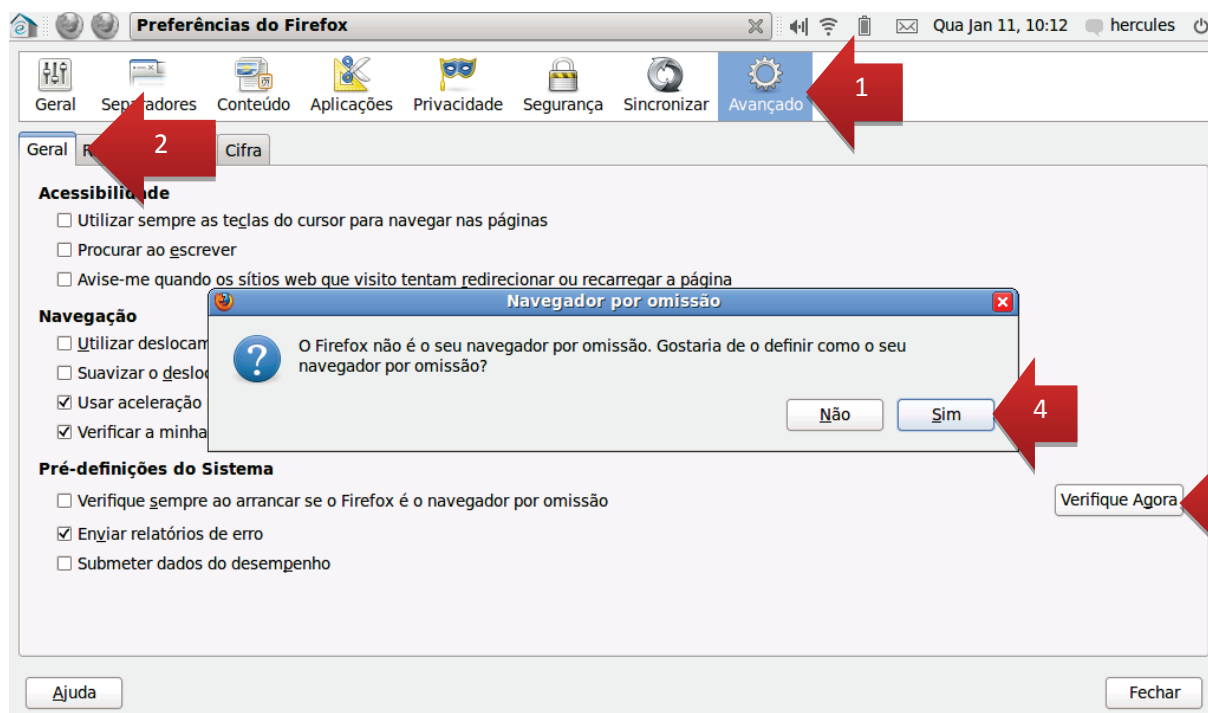 Preferências do Firefox
Qua Jan 11, 10:12
hercules
Geral
Separadores
Conteúdo
Aplicações
Privacidade
Segurança
Sincronizar
Avançado
1
Geral
2
Cifra
Acessibilidade
Utilizar sempre as teclas do cursor para navegar nas páginas
Procurar ao escrever
Avise-me quando os sítios web que visito tentam redirecionar ou recarregar a página
Navegador por omissão
Navegação
O Firefox não é o seu navegador por omissão. Gostaria de o definir como o seu
navegador por omissão?
Utilizar
Suavizar o
Usar aceleração
Verificar a minha
Não
Sim
4
Pré-definições do Sistema
Verifique sempre ao arrancar se o Firefox é o navegador por omissão
Verifique Agora
Enviar relatórios de erro
Submeter dados do desempenho
Ajuda
Fechar